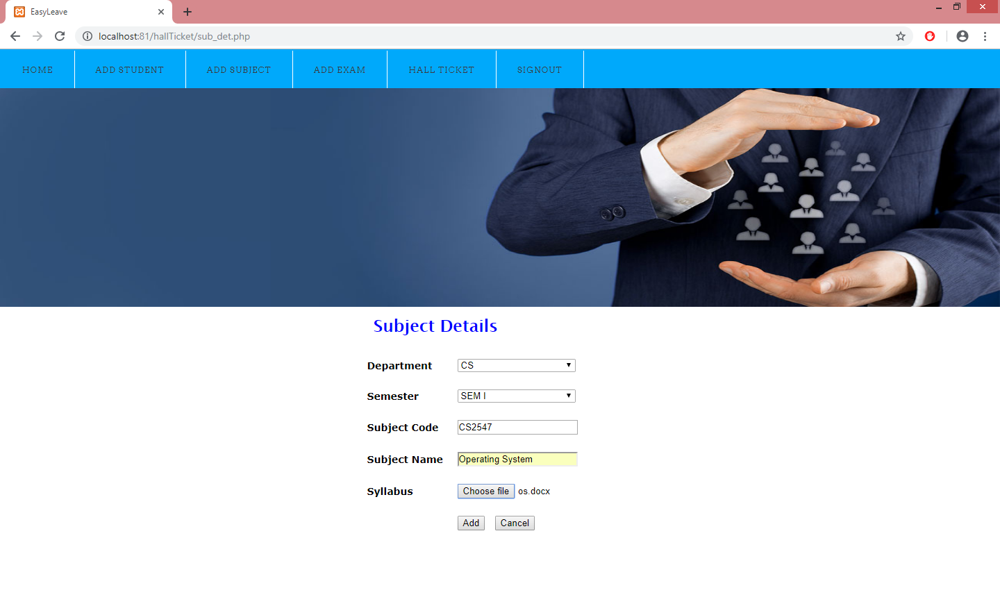 EasyLeave
localhost:81/hallTicket/sub_det.php
HOME ADD STUDENT ADD SUBJECT ADD EXAM HALL TICKET SIGNOUT
Subject Details
Department CS
Semester SEM I
Subject Code CS2547
Subject Name Operating System
Syllabus Choose file os.docx
Add Cancel